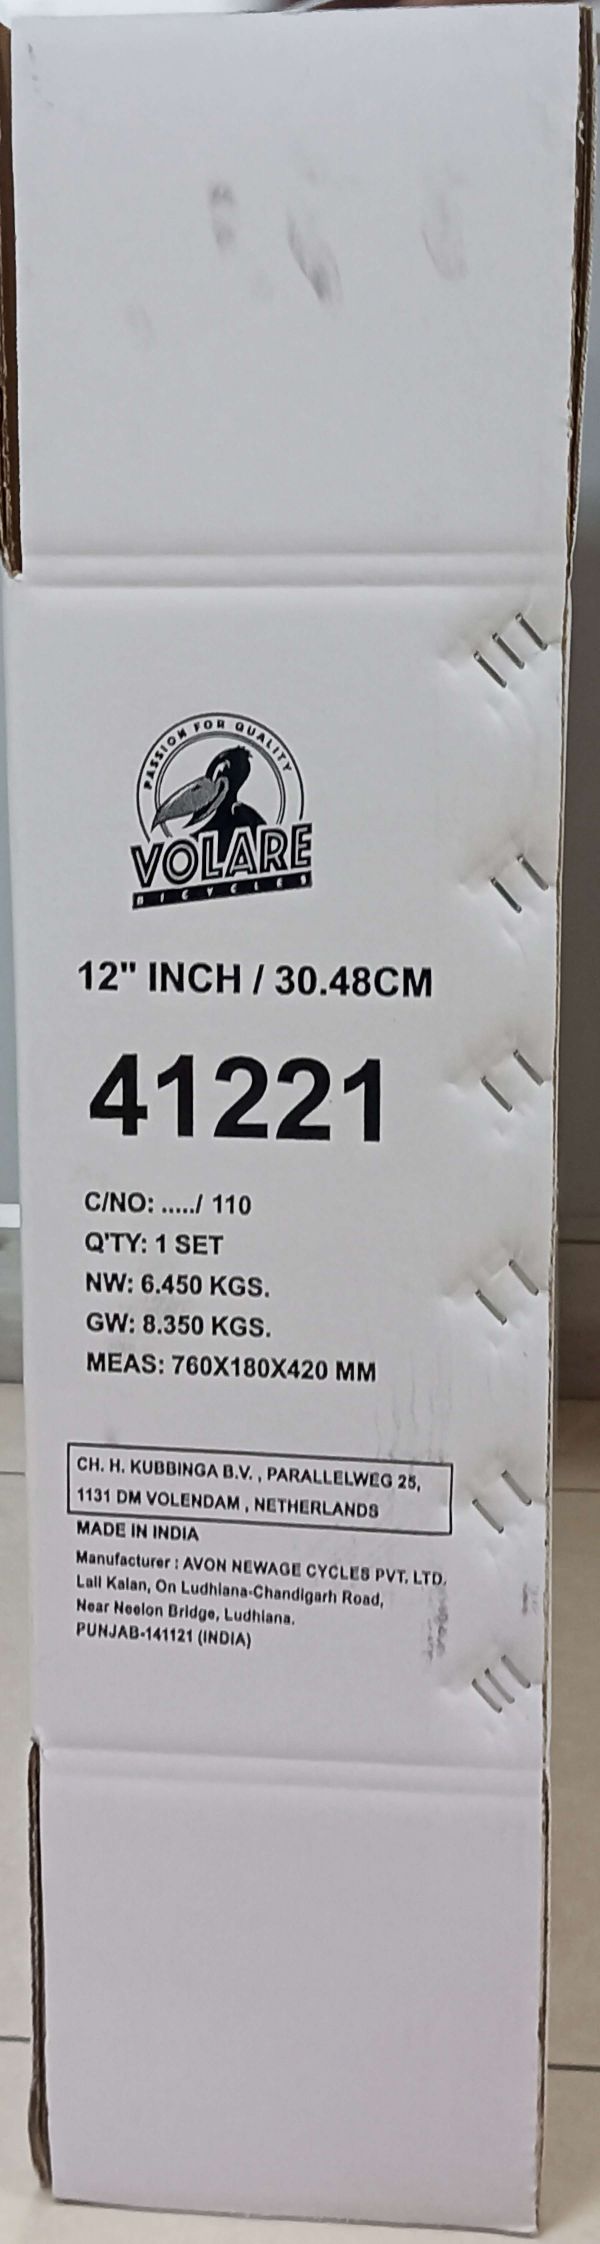 PASSION FOR QUALITY
VOLARE
BICYCLES
12" INCH / 30.48CM
41221
C/NO: ...../ 110
Q'TY: 1 SET
NW: 6.450 KGS.
GW: 8.350 KGS.
MEAS: 760X180X420 MM
CH. H. KUBBINGA B.V. , PARALLELWEG 25,
1131 DM VOLENDAM , NETHERLANDS
MADE IN INDIA
Manufacturer : AVON NEWAGE CYCLES PVT. LTD.
Lall Kalan, On Ludhiana-Chandigarh Road,
Near Neelon Bridge, Ludhiana.
PUNJAB-141121 (INDIA)